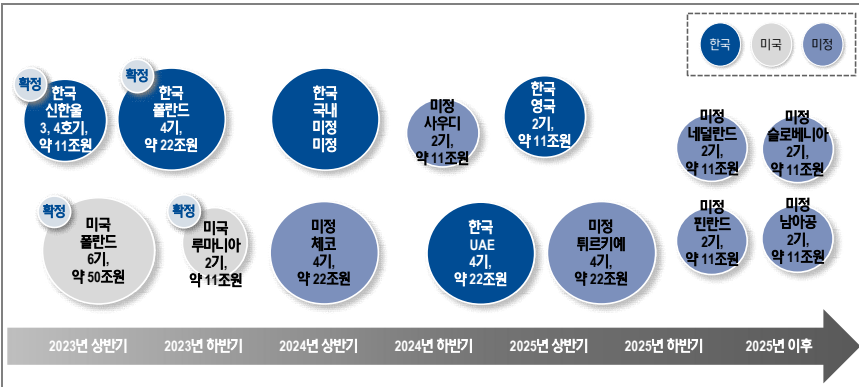 한국
미국
미정
확정
한국
신한울
3, 4호기,
약 11조원
확정
한국
폴란드
4기,
약 22조원
한국
국내
미정
미정
미정
사우디
2기,
약 11조원
한국
영국
2기,
약 11조원
미정
네덜란드
2기,
약 11조원
미정
슬로베니아
2기,
약 11조원
확정
미국
폴란드
6기,
약 50조원
확정
미국
루마니아
2기,
약 11조원
미정
체코
4기,
약 22조원
한국
UAE
4기,
약 22조원
미정
튀르키예
4기,
약 22조원
미정
핀란드
2기,
약 11조원
미정
남아공
2기,
약 11조원
2023년 상반기
2023년 하반기
2024년 상반기
2024년 하반기
2025년 상반기
2025년 하반기
2025년 이후